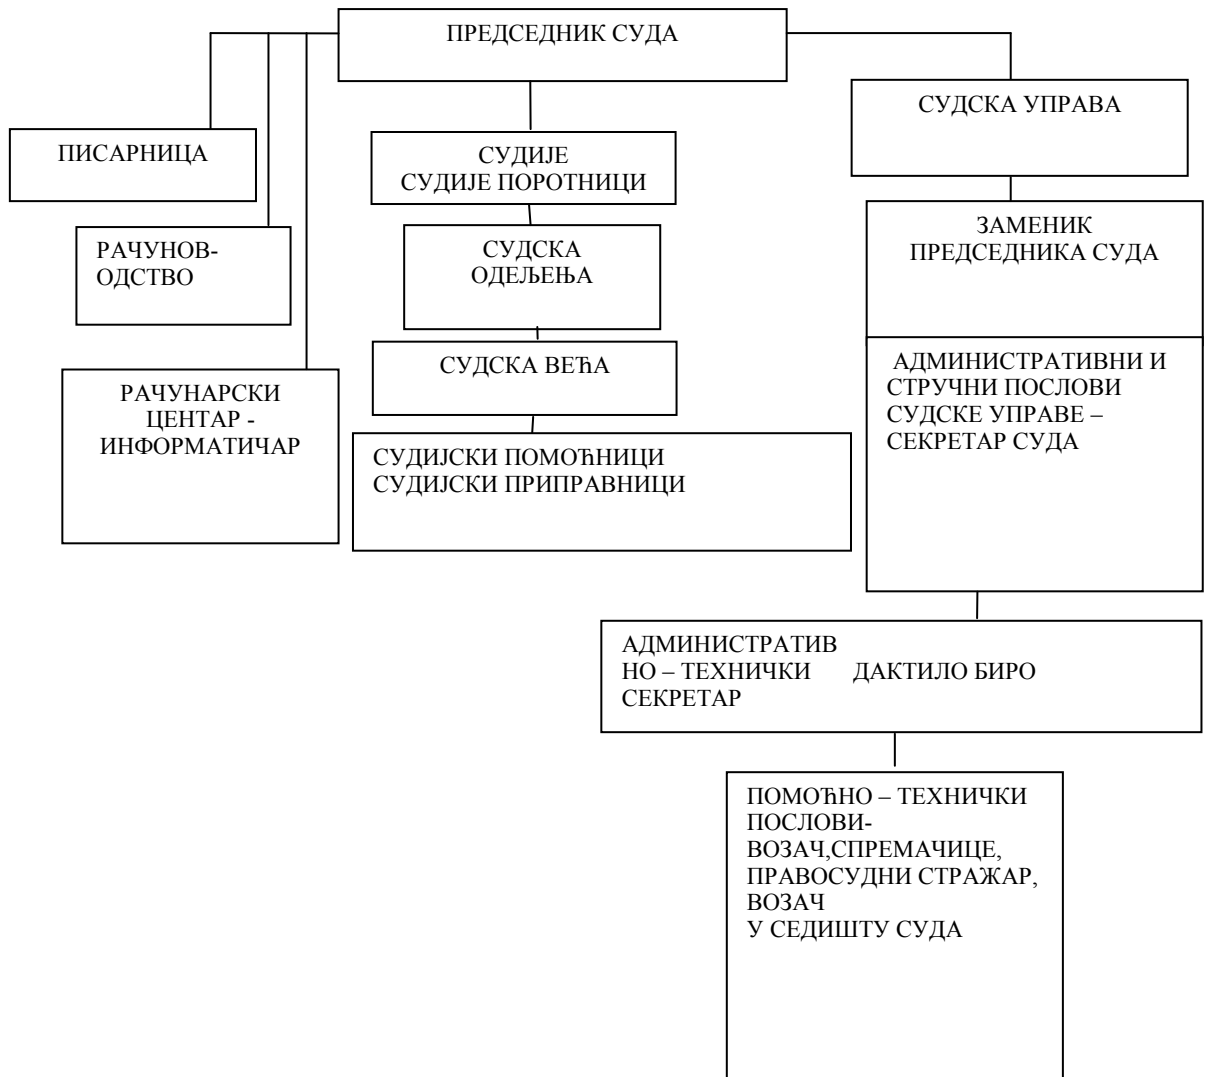 ПРЕДСЕДНИК СУДА
СУДСКА УПРАВА
ПИСАРНИЦА
СУДИЈЕ
СУДИЈЕ ПОРОТНИЦИ
РАЧУНОВ-
ОДСТВО
СУДСКА
ОДЕЉЕЊА
ЗАМЕНИК
ПРЕДСЕДНИКА СУДА
СУДСКА ВЕЋА
РАЧУНАРСКИ
ЦЕНТАР -
ИНФОРМАТИЧАР
АДМИНИСТРАТИВНИ И
СТРУЧНИ ПОСЛОВИ
СУДСКЕ УПРАВЕ –
СЕКРЕТАР СУДА
СУДИЈСКИ ПОМОЋНИЦИ
СУДИЈСКИ ПРИПРАВНИЦИ
АДМИНИСТРАТИВ
НО – ТЕХНИЧКИ ДАКТИЛО БИРО
СЕКРЕТАР
ПОМОЋНО – ТЕХНИЧКИ
ПОСЛОВИ-
ВОЗАЧ,СПРЕМАЧИЦЕ,
ПРАВОСУДНИ СТРАЖАР,
ВОЗАЧ
У СЕДИШТУ СУДА